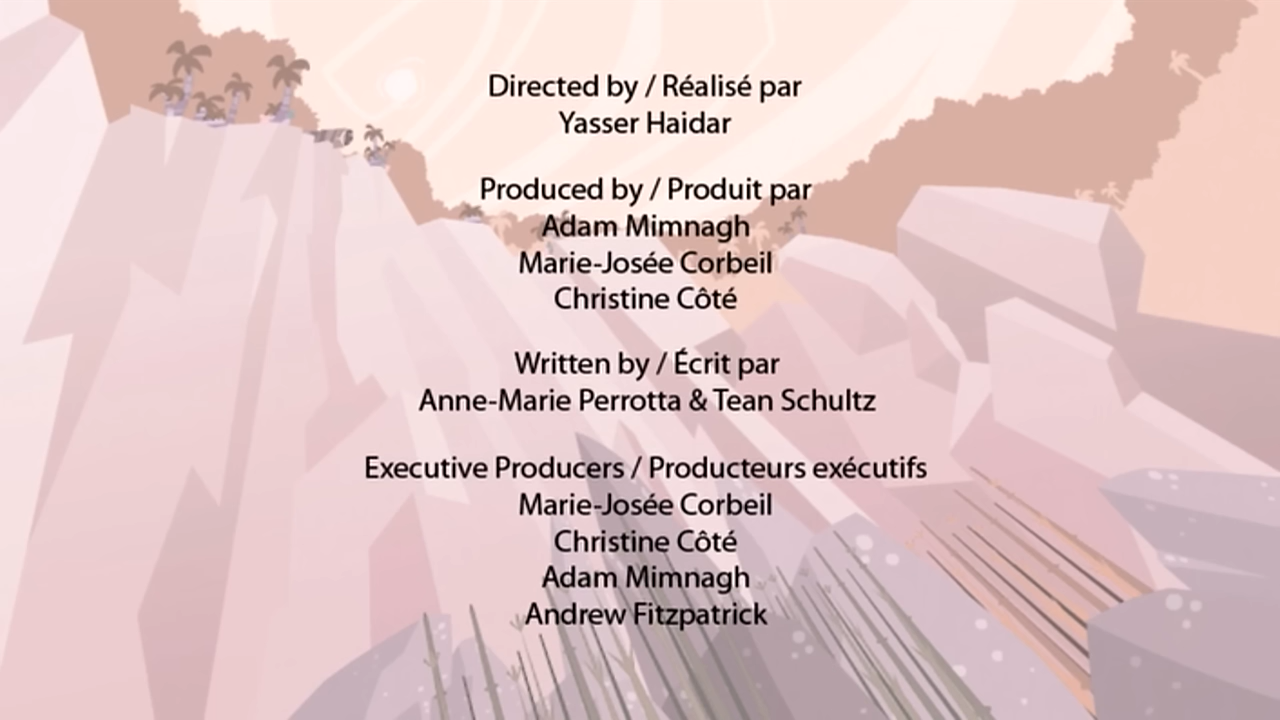 Directed by / Réalisé par
Yasser Haidar
Produced by / Produit par
Adam Mimnagh
Marie-Josée Corbeil
Christine Côté
Written by / Écrit par
Anne-Marie Perrotta & Tean Schultz
Executive Producers / Producteurs exécutifs
Marie-Josée Corbeil
Christine Côté
Adam Mimnagh
Andrew Fitzpatrick